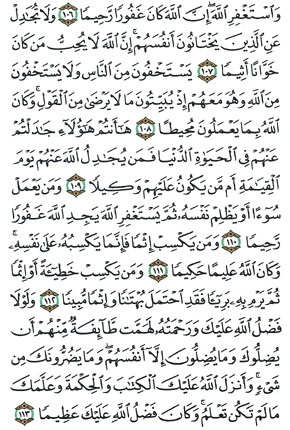 وَٱسْتَغْفِرِ ٱللَّهَ إِنَّ ٱللَّهَ كَانَ غَفُورًا رَّحِيمًا ١٠٦ وَلَا تُجَٰدِلْ
عَنِ ٱلَّذِينَ يَخْتَانُونَ أَنفُسَهُمْ إِنَّ ٱللَّهَ لَا يُحِبُّ مَن كَانَ
خَوَّانًا أَثِيمًا ١٠٧ يَسْتَخْفُونَ مِنَ ٱلنَّاسِ وَلَا يَسْتَخْفُونَ
مِنَ ٱللَّهِ وَهُوَ مَعَهُمْ إِذْ يُبَيِّتُونَ مَا لَا يَرْضَىٰ مِنَ ٱلْقَوْلِ وَكَانَ
ٱللَّهُ بِمَا يَعْمَلُونَ مُحِيطًا ١٠٨ هَٰٓأَنتُمْ هَٰٓؤُلَآءِ جَٰدَلْتُمْ
عَنْهُمْ فِى ٱلْحَيَوٰةِ ٱلدُّنْيَا فَمَن يُجَٰدِلُ ٱللَّهَ عَنْهُمْ يَوْمَ
ٱلْقِيَٰمَةِ أَم مَّن يَكُونُ عَلَيْهِمْ وَكِيلًا ١٠٩ وَمَن يَعْمَلْ
سُوٓءًا أَوْ يَظْلِمْ نَفْسَهُۥ ثُمَّ يَسْتَغْفِرِ ٱللَّهَ يَجِدِ ٱللَّهَ غَفُورًا
رَّحِيمًا ١١٠ وَمَن يَكْسِبْ إِثْمًا فَإِنَّمَا يَكْسِبُهُۥ عَلَىٰ نَفْسِهِۦ
وَكَانَ ٱللَّهُ عَلِيمًا حَكِيمًا ١١١ وَمَن يَكْسِبْ خَطِيٓـَٔةً أَوْ إِثْمًا
ثُمَّ يَرْمِ بِهِۦ بَرِيٓـًٔا فَقَدِ ٱحْتَمَلَ بُهْتَٰنًا وَإِثْمًا مُّبِينًا ١١٢ وَلَوْلَا
فَضْلُ ٱللَّهِ عَلَيْكَ وَرَحْمَتُهُۥ لَهَمَّت طَّآئِفَةٌ مِّنْهُمْ أَن
يُضِلُّوكَ وَمَا يُضِلُّونَ إِلَّآ أَنفُسَهُمْ وَمَا يَضُرُّونَكَ مِن
شَىْءٍ وَأَنزَلَ ٱللَّهُ عَلَيْكَ ٱلْكِتَٰبَ وَٱلْحِكْمَةَ وَعَلَّمَكَ
مَا لَمْ تَكُن تَعْلَمُ وَكَانَ فَضْلُ ٱللَّهِ عَلَيْكَ عَظِيمًا ١١٣